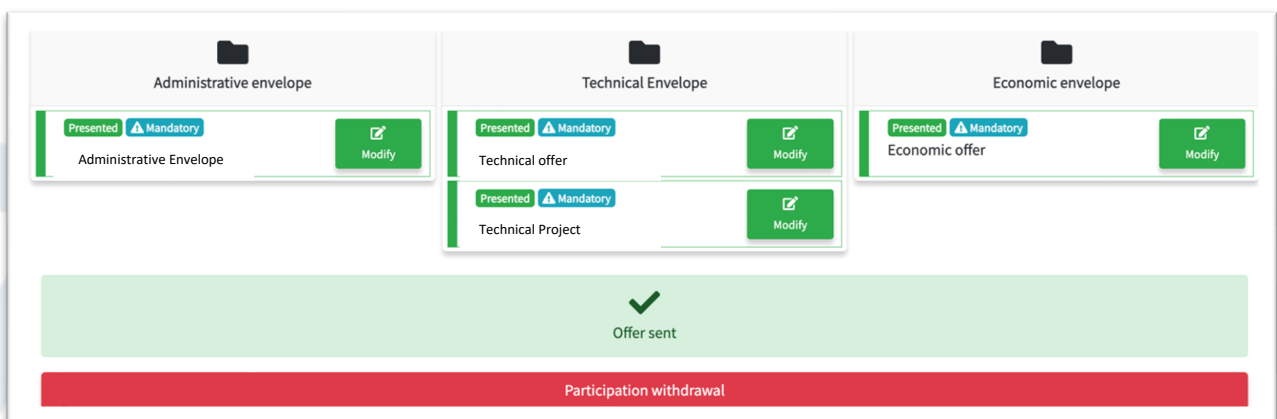 Administrative envelope
Presented Mandatory
Administrative Envelope
Modify
Technical Envelope
Presented Mandatory
Technical offer
Modify
Presented Mandatory
Technical Project
Modify
Economic envelope
Presented Mandatory
Economic offer
Modify
Offer sent
Participation withdrawal